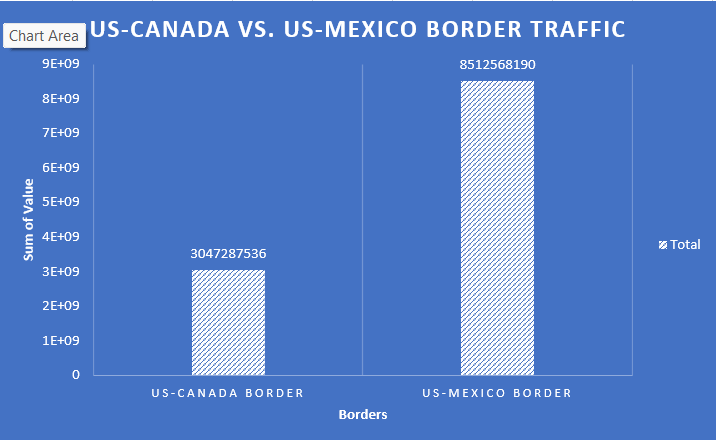 US-CANADA VS. US-MEXICO BORDER TRAFFIC
Chart Area
9E+09
8E+09
7E+09
6E+09
5E+09
4E+09
3E+09
2E+09
1E+09
0
Sum of Value
3047287536
8512568190
Total
US-CANADA BORDER
US-MEXICO BORDER
Borders